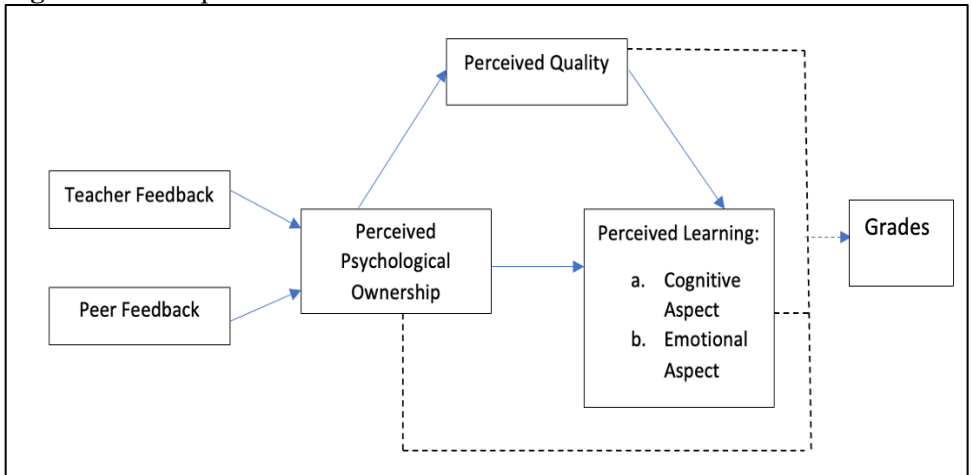 Perceived Quality
Teacher Feedback
Peer Feedback
Perceived
Psychological
Ownership
Perceived Learning:
a. Cognitive
Aspect
b. Emotional
Aspect
Grades